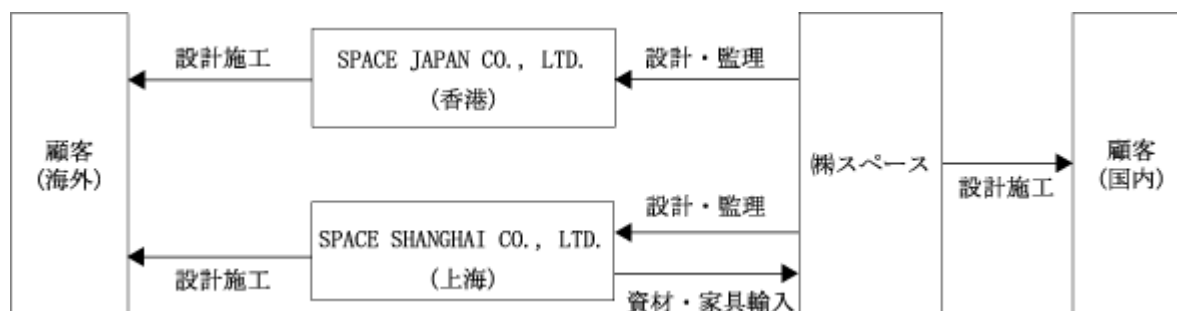 設計施工
SPACE JAPAN CO., LTD.
(香港)
設計・監理
顧客
(海外)
㈱スペース
設計施工
顧客
(国内)
設計・監理
SPACE SHANGHAI CO., LTD.
(上海)
設計施工
資材・家具輸入